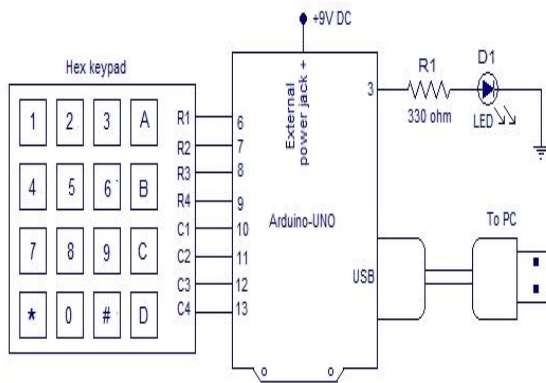 +9V DC
Hex keypad
External
power jack +
R1
D1
3
330 ohm
LED
1 2 3 A
4 5 6 B
7 8 9 C
* 0 # D
R1 6
R2 7
R3 8
R4 9
C1 10
C2 11
C3 12
C4 13
Arduino-UNO
USB
To PC